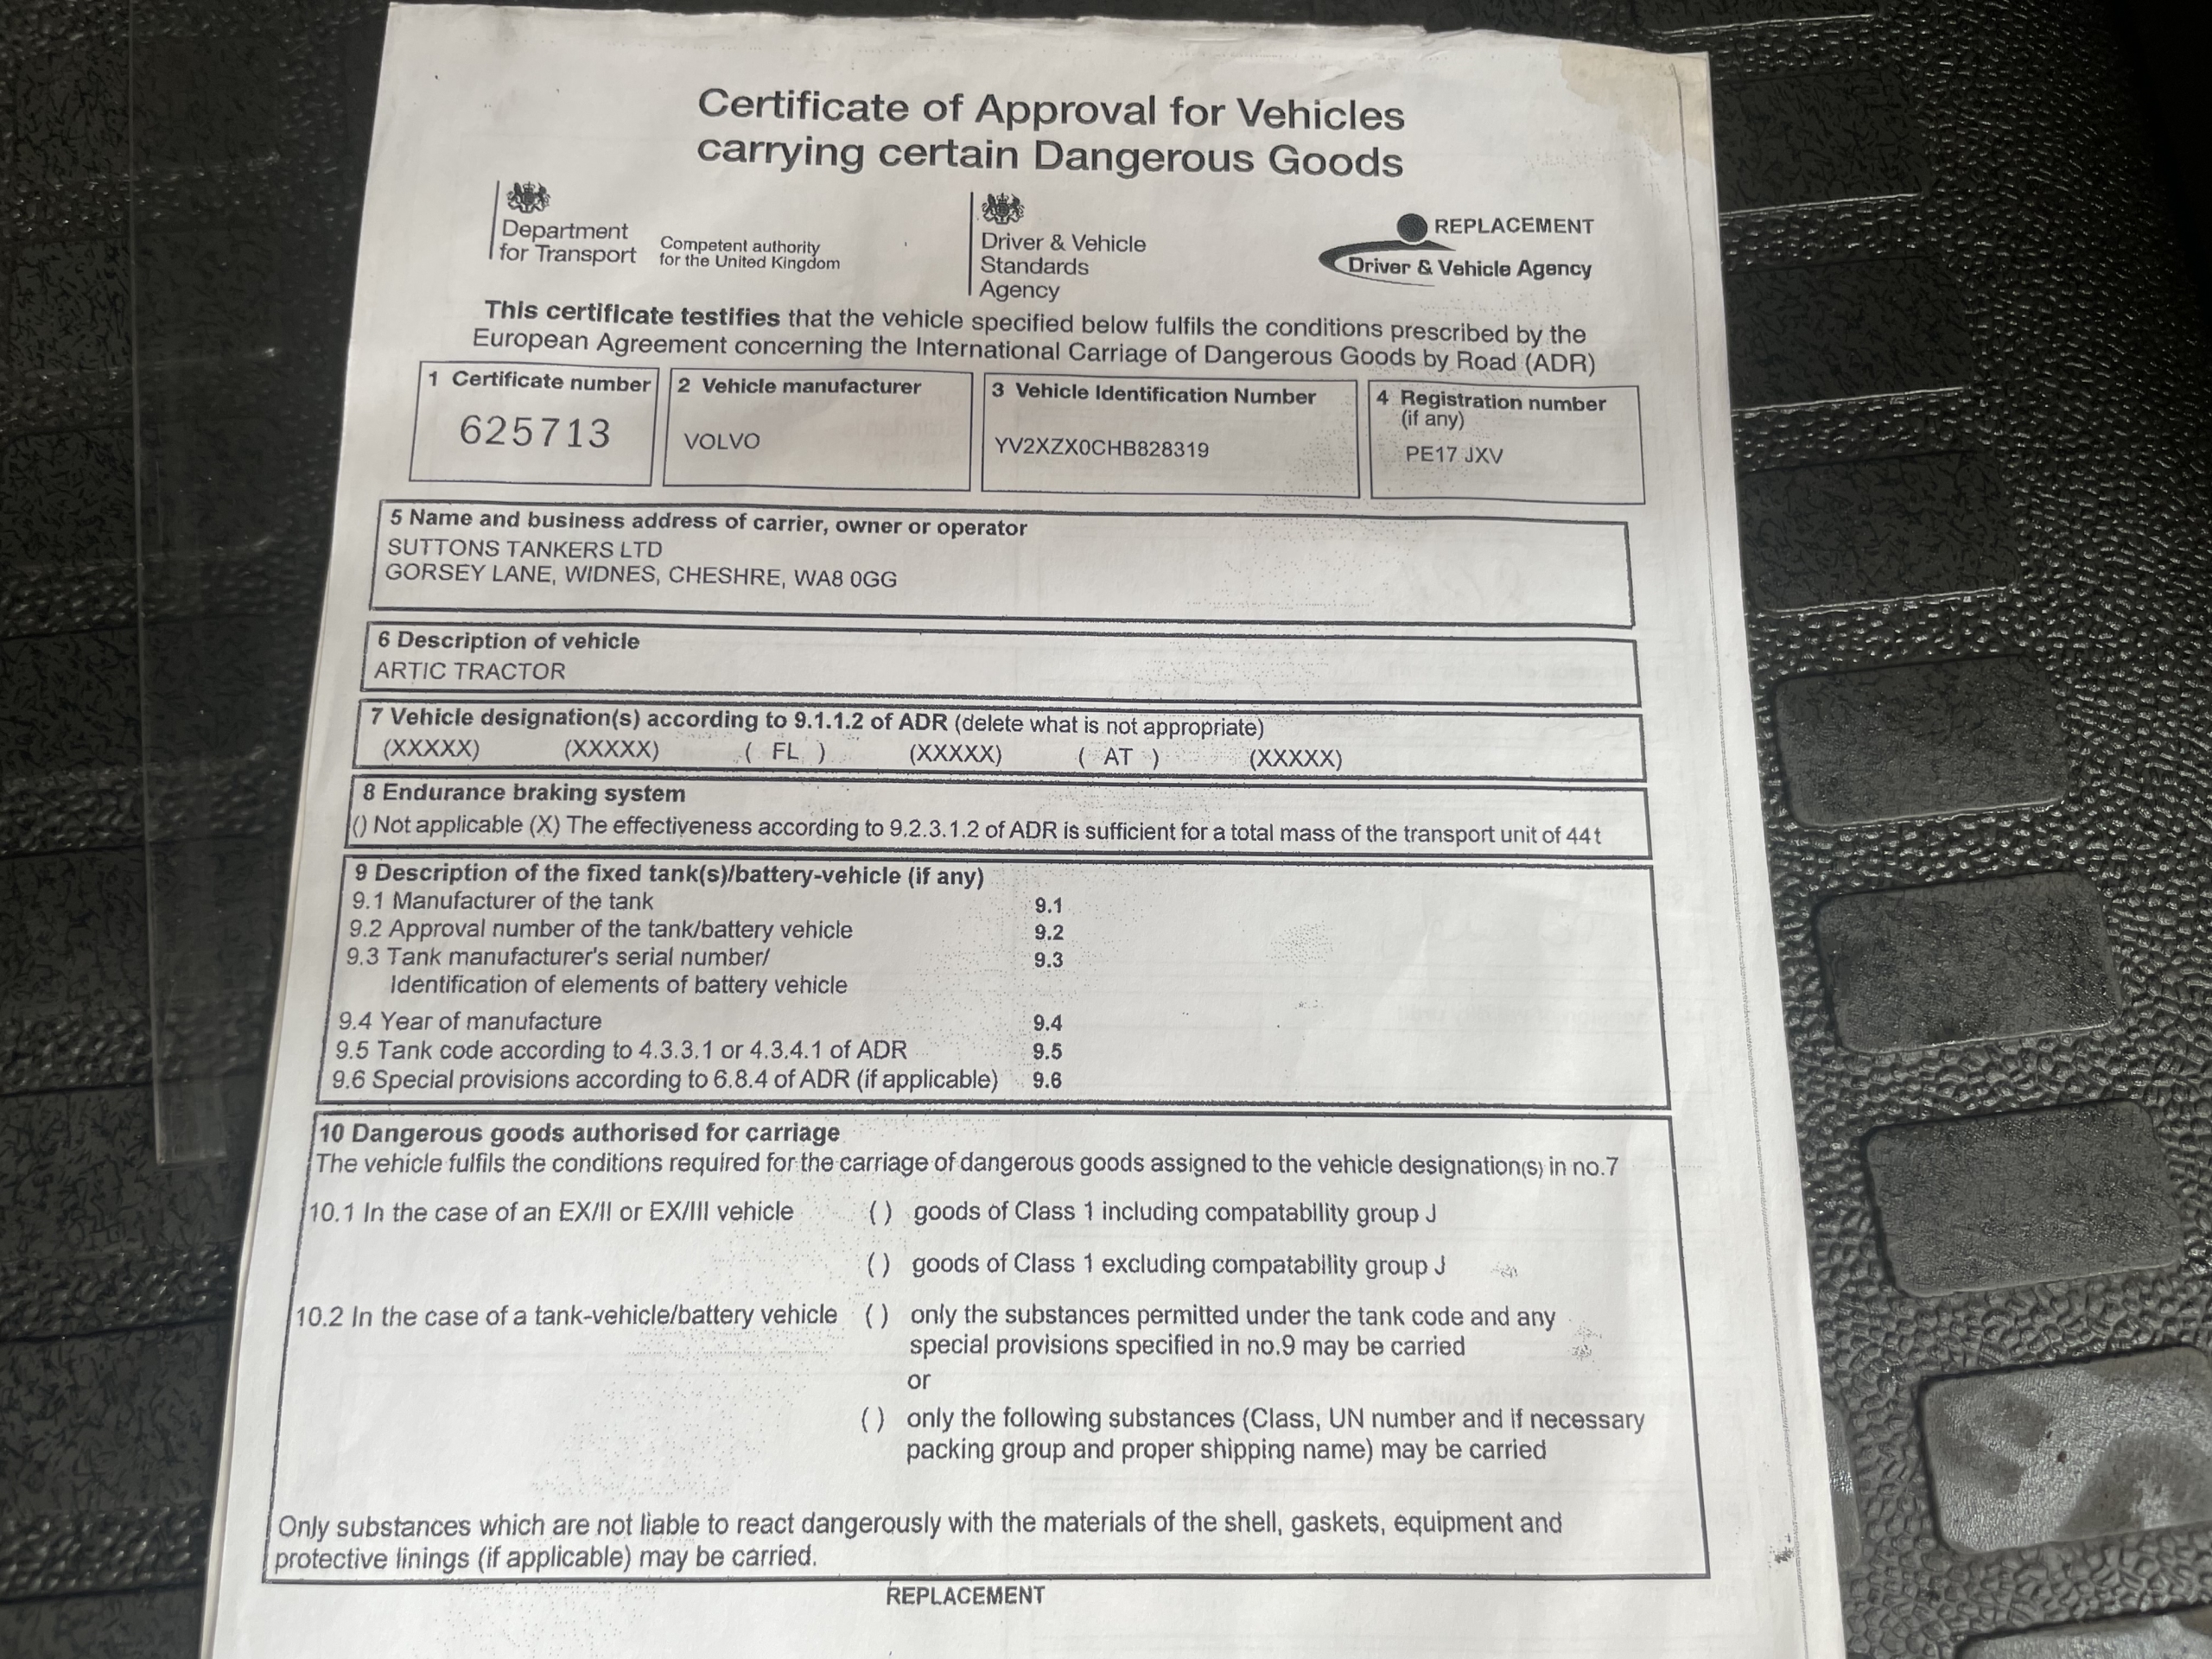 Certificate of Approval for Vehicles
carrying certain Dangerous Goods
Department
for Transport
Competent authority
for the United Kingdom
Driver & Vehicle
Standards
Agency
REPLACEMENT
Driver & Vehicle Agency
This certificate testifies that the vehicle specified below fulfils the conditions prescribed by the
European Agreement concerning the International Carriage of Dangerous Goods by Road (ADR)
1 Certificate number
625713
2 Vehicle manufacturer
VOLVO
3 Vehicle Identification Number
YV2XZX0CHB828319
4 Registration number
(if any)
PE17 JXV
5 Name and business address of carrier, owner or operator
SUTTONS TANKERS LTD
GORSEY LANE, WIDNES, CHESHRE, WA8 0GG
6 Description of vehicle
ARTIC TRACTOR
7 Vehicle designation(s) according to 9.1.1.2 of ADR (delete what is not appropriate)
(XXXXX) (XXXXX) ( FL ) (XXXXX) ( AT ) (XXXXX)
8 Endurance braking system
() Not applicable (X) The effectiveness according to 9.2.3.1.2 of ADR is sufficient for a total mass of the transport unit of 44 t
9 Description of the fixed tank(s)/battery-vehicle (if any)
9.1 Manufacturer of the tank 9.1
9.2 Approval number of the tank/battery vehicle 9.2
9.3 Tank manufacturer's serial number/ 9.3
Identification of elements of battery vehicle
9.4 Year of manufacture 9.4
9.5 Tank code according to 4.3.3.1 or 4.3.4.1 of ADR 9.5
9.6 Special provisions according to 6.8.4 of ADR (if applicable) 9.6
10 Dangerous goods authorised for carriage
The vehicle fulfils the conditions required for the carriage of dangerous goods assigned to the vehicle designation(s) in no.7
10.1 In the case of an EX/II or EX/III vehicle ( ) goods of Class 1 including compatability group J
( ) goods of Class 1 excluding compatability group J
10.2 In the case of a tank-vehicle/battery vehicle ( ) only the substances permitted under the tank code and any
special provisions specified in no.9 may be carried
or
( ) only the following substances (Class, UN number and if necessary
packing group and proper shipping name) may be carried
Only substances which are not liable to react dangerously with the materials of the shell, gaskets, equipment and
protective linings (if applicable) may be carried.
REPLACEMENT